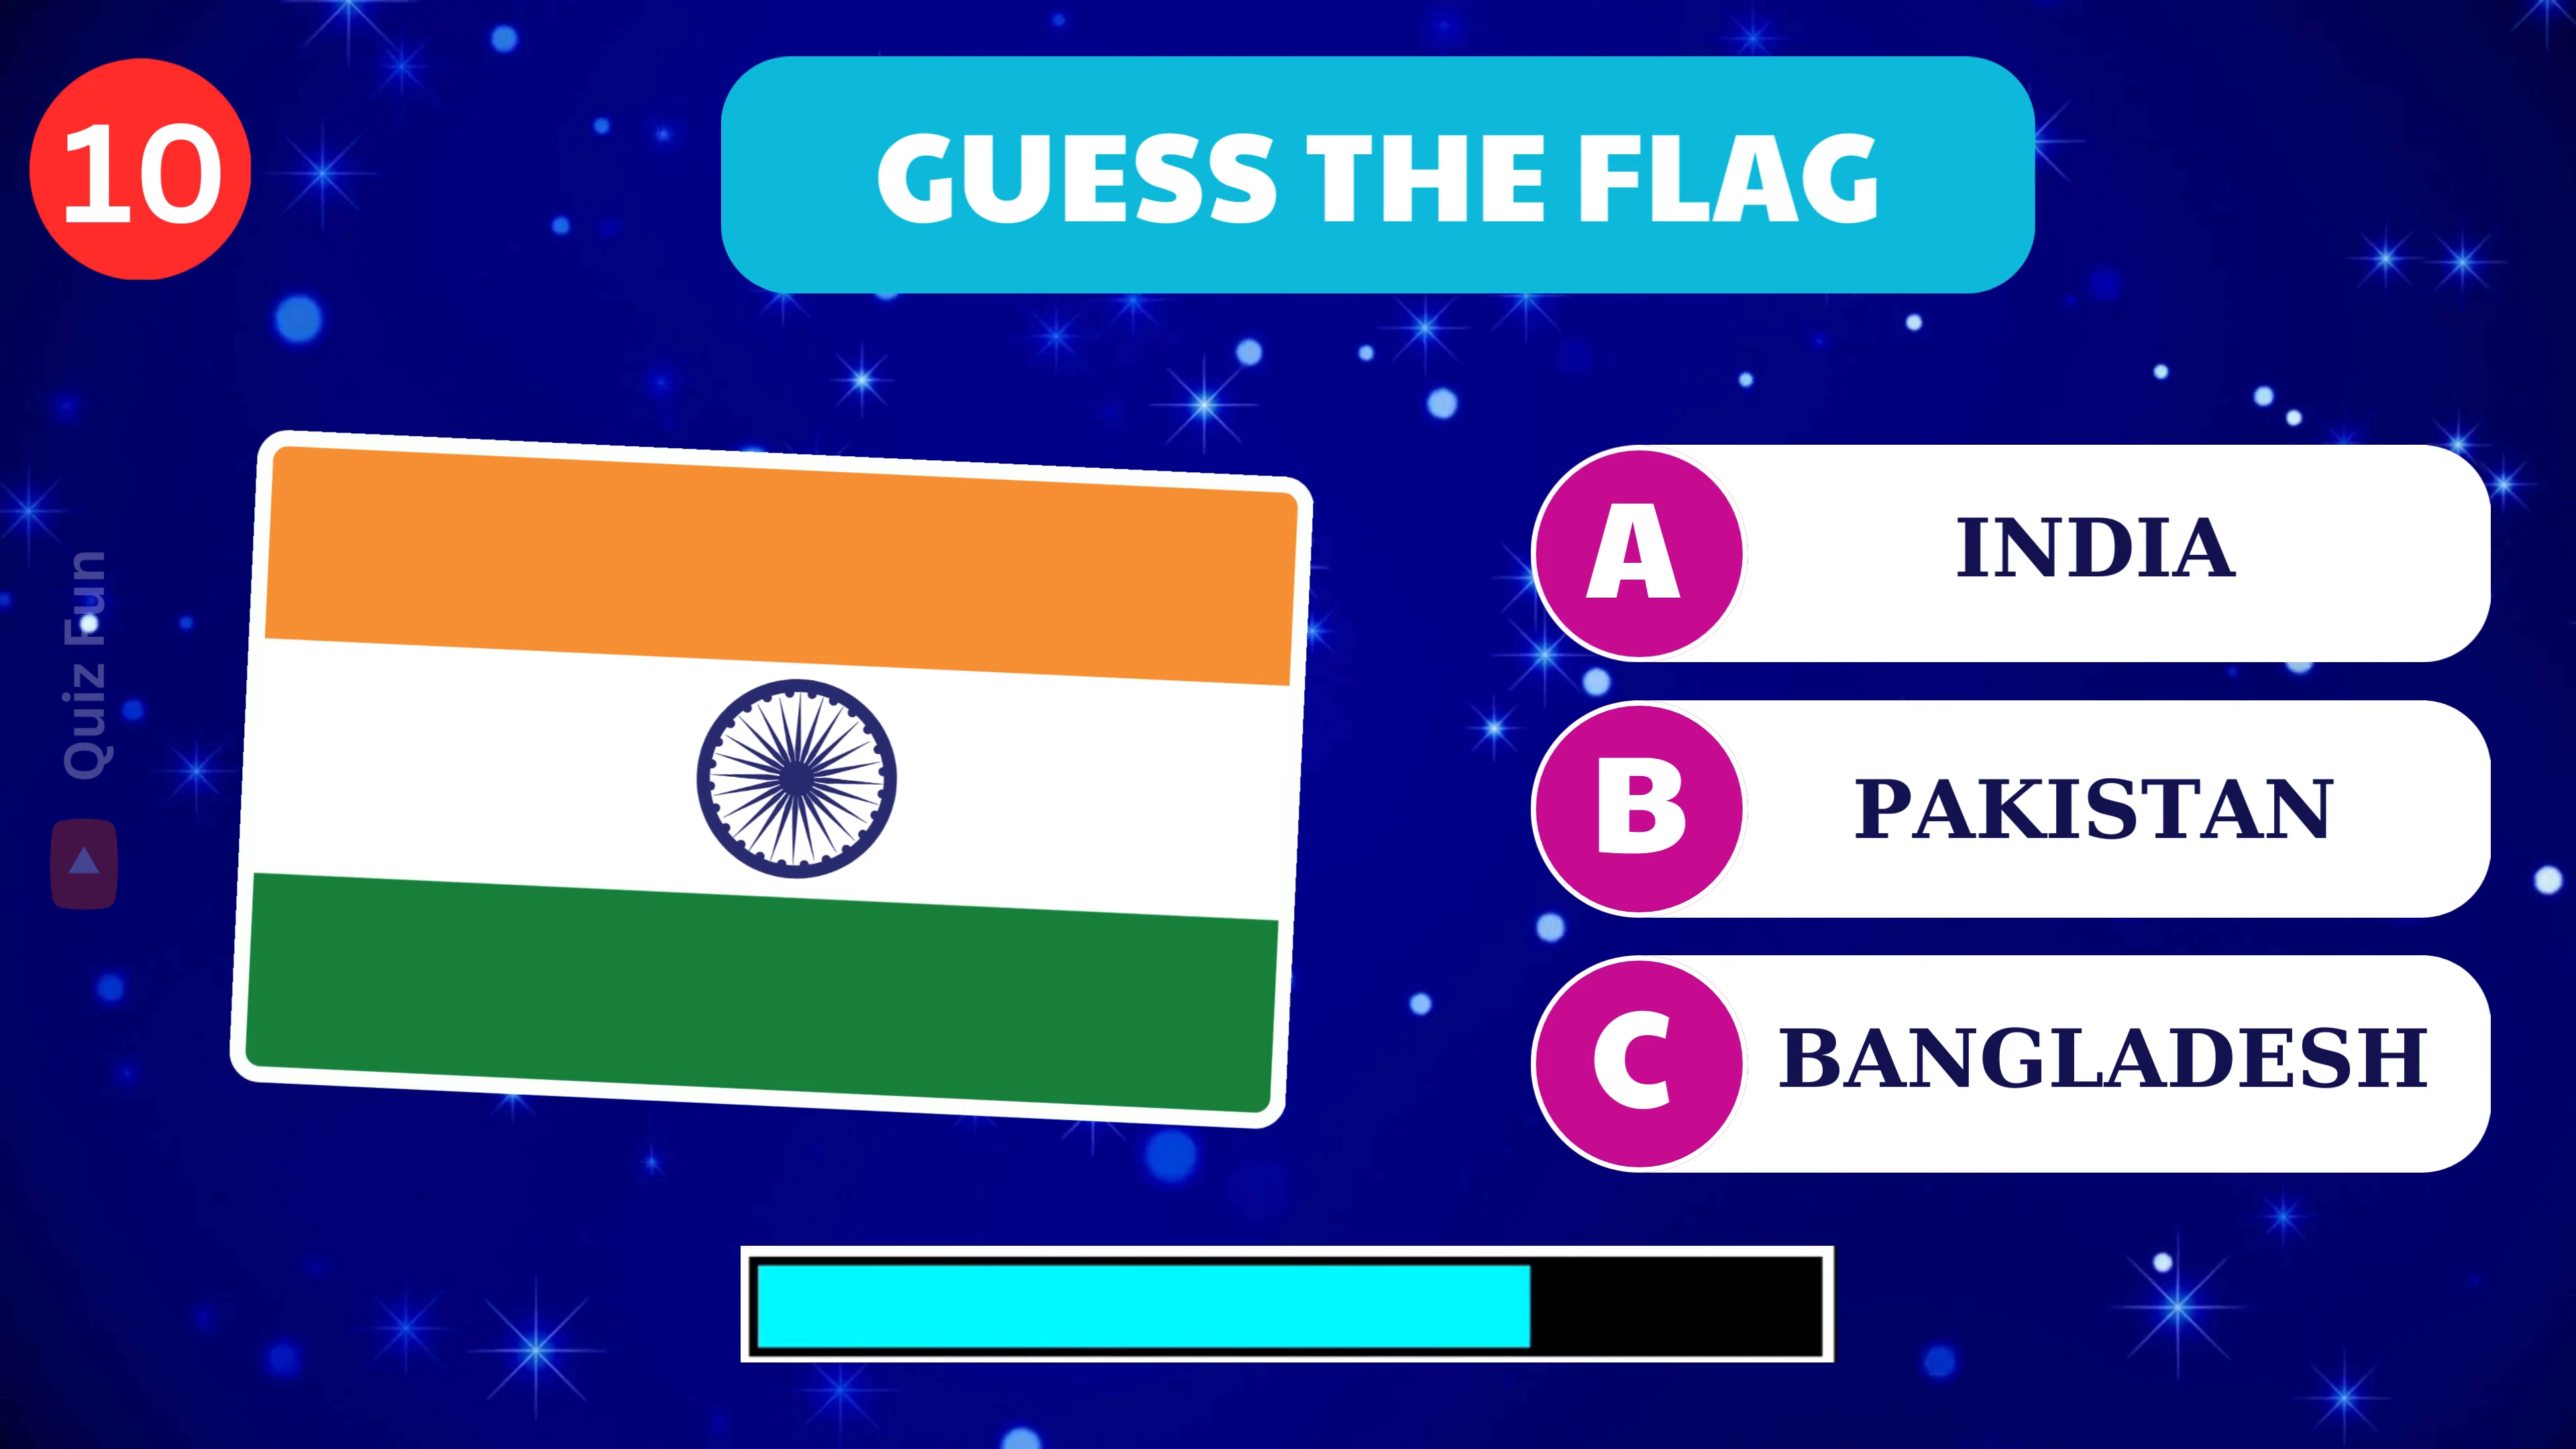 10
GUESS THE FLAG
Quiz Fun
A INDIA
B PAKISTAN
C BANGLADESH